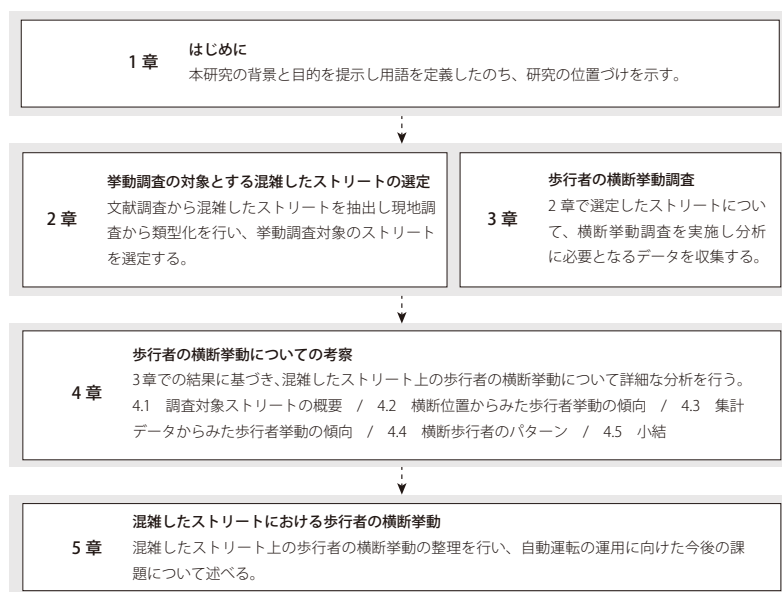 1 章
はじめに
本研究の背景と目的を提示し用語を定義したのち、研究の位置づけを示す。
2 章
挙動調査の対象とする混雑したストリートの選定
文献調査から混雑したストリートを抽出し現地調
査から類型化を行い、挙動調査対象のストリート
を選定する。
3 章
歩行者の横断挙動調査
2 章で選定したストリートについ
て、横断挙動調査を実施し分析
に必要となるデータを収集する。
4 章
歩行者の横断挙動についての考察
3章での結果に基づき、混雑したストリート上の歩行者の横断挙動について詳細な分析を行う。
4.1 調査対象ストリートの概要 / 4.2 横断位置からみた歩行者挙動の傾向 / 4.3 集計
データからみた歩行者挙動の傾向 / 4.4 横断歩行者のパターン / 4.5 小結
5 章
混雑したストリートにおける歩行者の横断挙動
混雑したストリート上の歩行者の横断挙動の整理を行い、自動運転の運用に向けた今後の課
題について述べる。